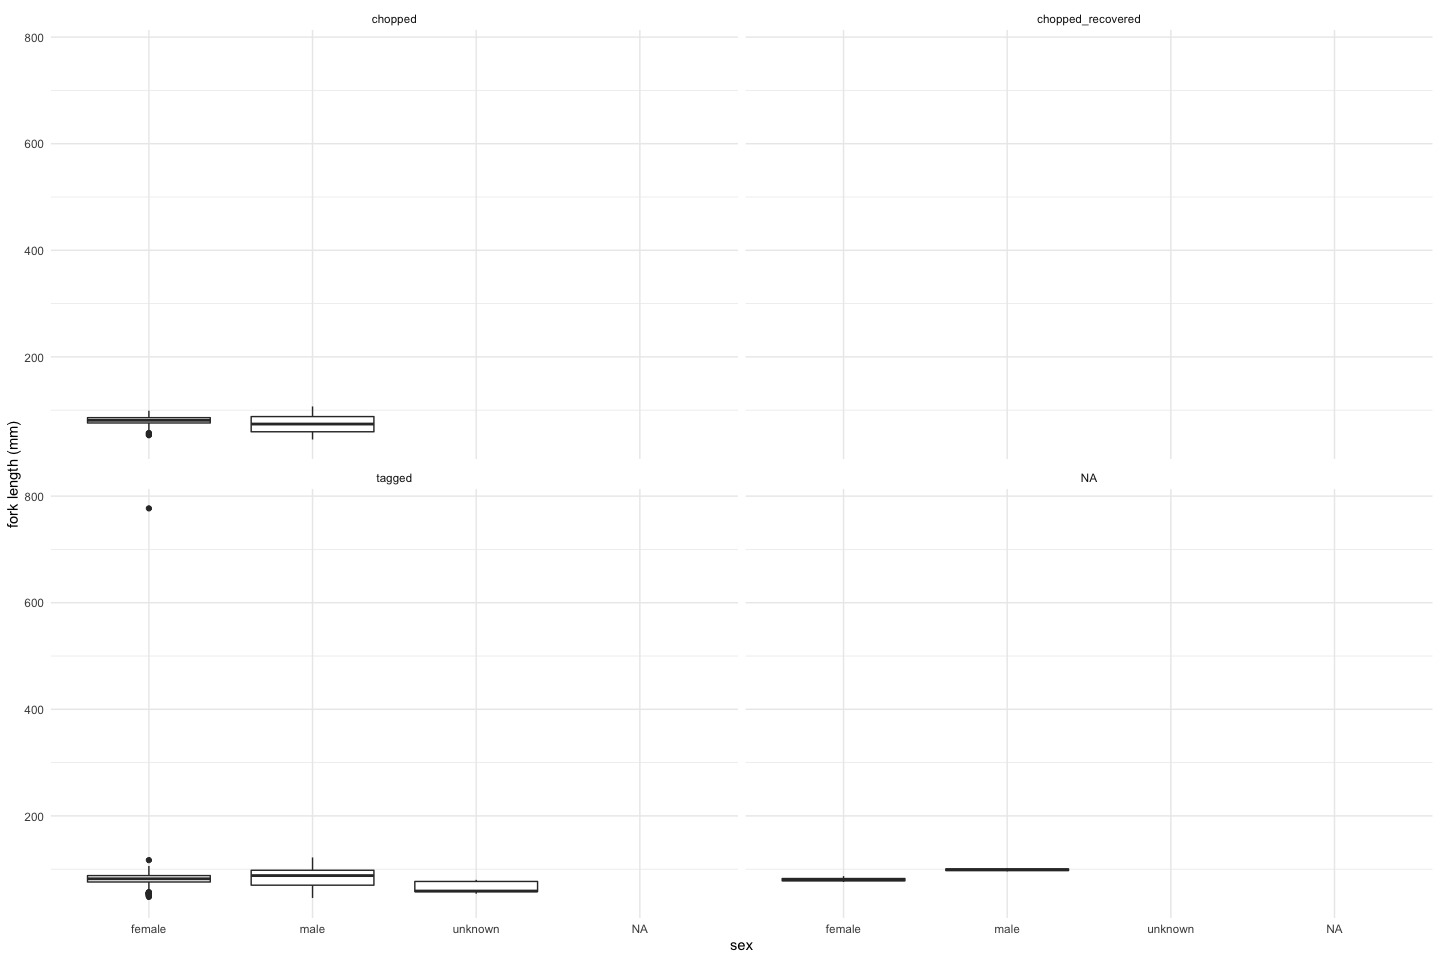 chopped
chopped_recovered
800
600
400
200
tagged
NA
800
600
400
200
fork length (mm)
female
male
unknown
NA
female
male
unknown
NA
sex